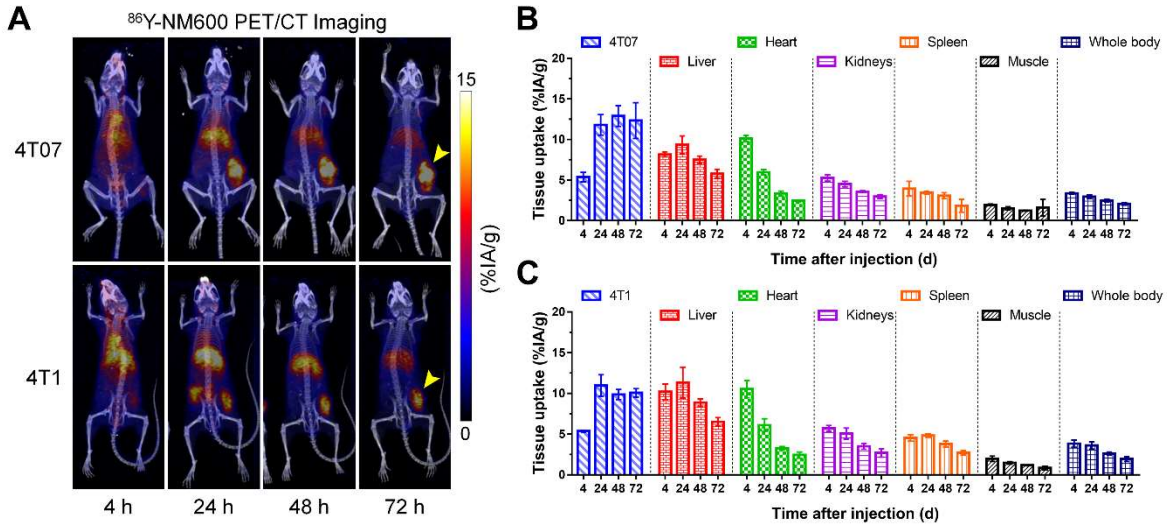 A
⁸⁶Y-NM600 PET/CT Imaging
4T07
4T1
4 h
24 h
48 h
72 h
15
(%IA/g)
0
B
4T07
Heart
Spleen
Whole body
Liver
Kidneys
Muscle
Tissue uptake (%IA/g)
20
15
10
5
0
4 24 48 72 4 24 48 72 4 24 48 72 4 24 48 72 4 24 48 72 4 24 48 72 4 24 48 72
Time after injection (d)
C
4T1
Heart
Spleen
Whole body
Liver
Kidneys
Muscle
Tissue uptake (%IA/g)
20
15
10
5
0
4 24 48 72 4 24 48 72 4 24 48 72 4 24 48 72 4 24 48 72 4 24 48 72 4 24 48 72
Time after injection (d)